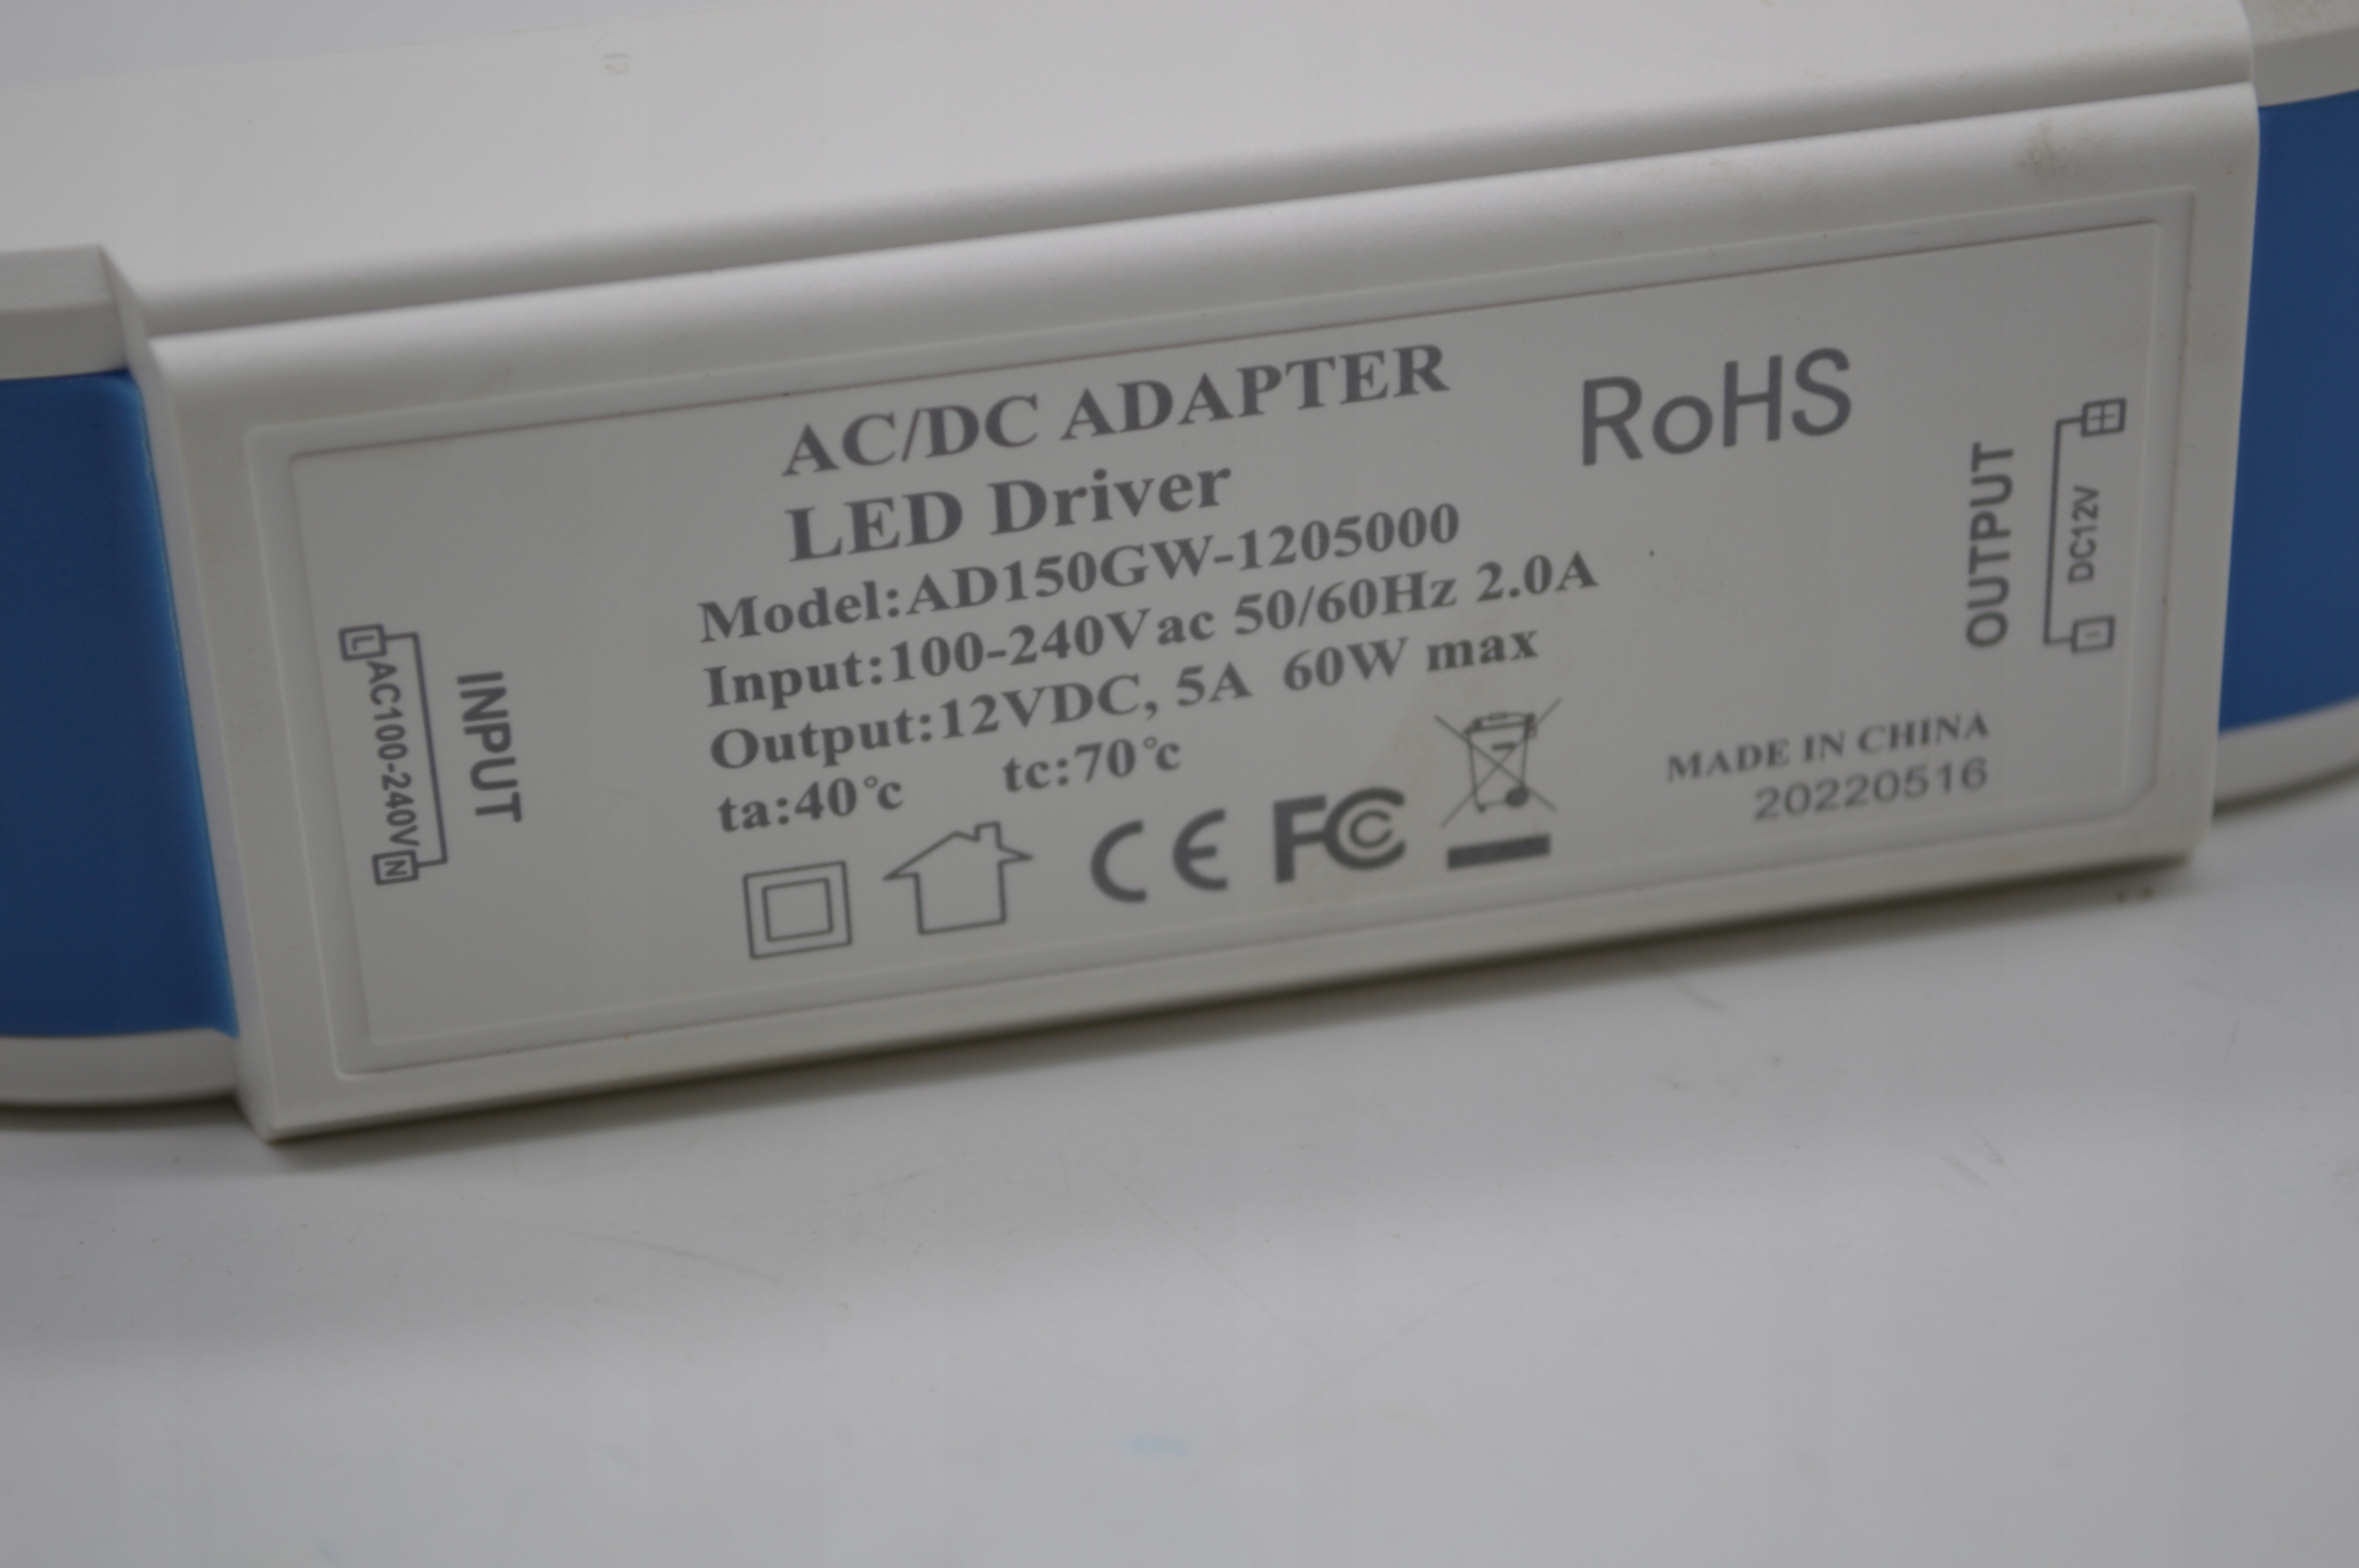 AC/DC ADAPTER
LED Driver
RoHS
Model:AD150GW-1205000
Input:100-240Vac 50/60Hz 2.0A
Output:12VDC, 5A 60W max
ta:40℃ tc:70℃
CE FC
INPUT
L AC100-240V N
OUTPUT
- DC12V +
MADE IN CHINA
20220516